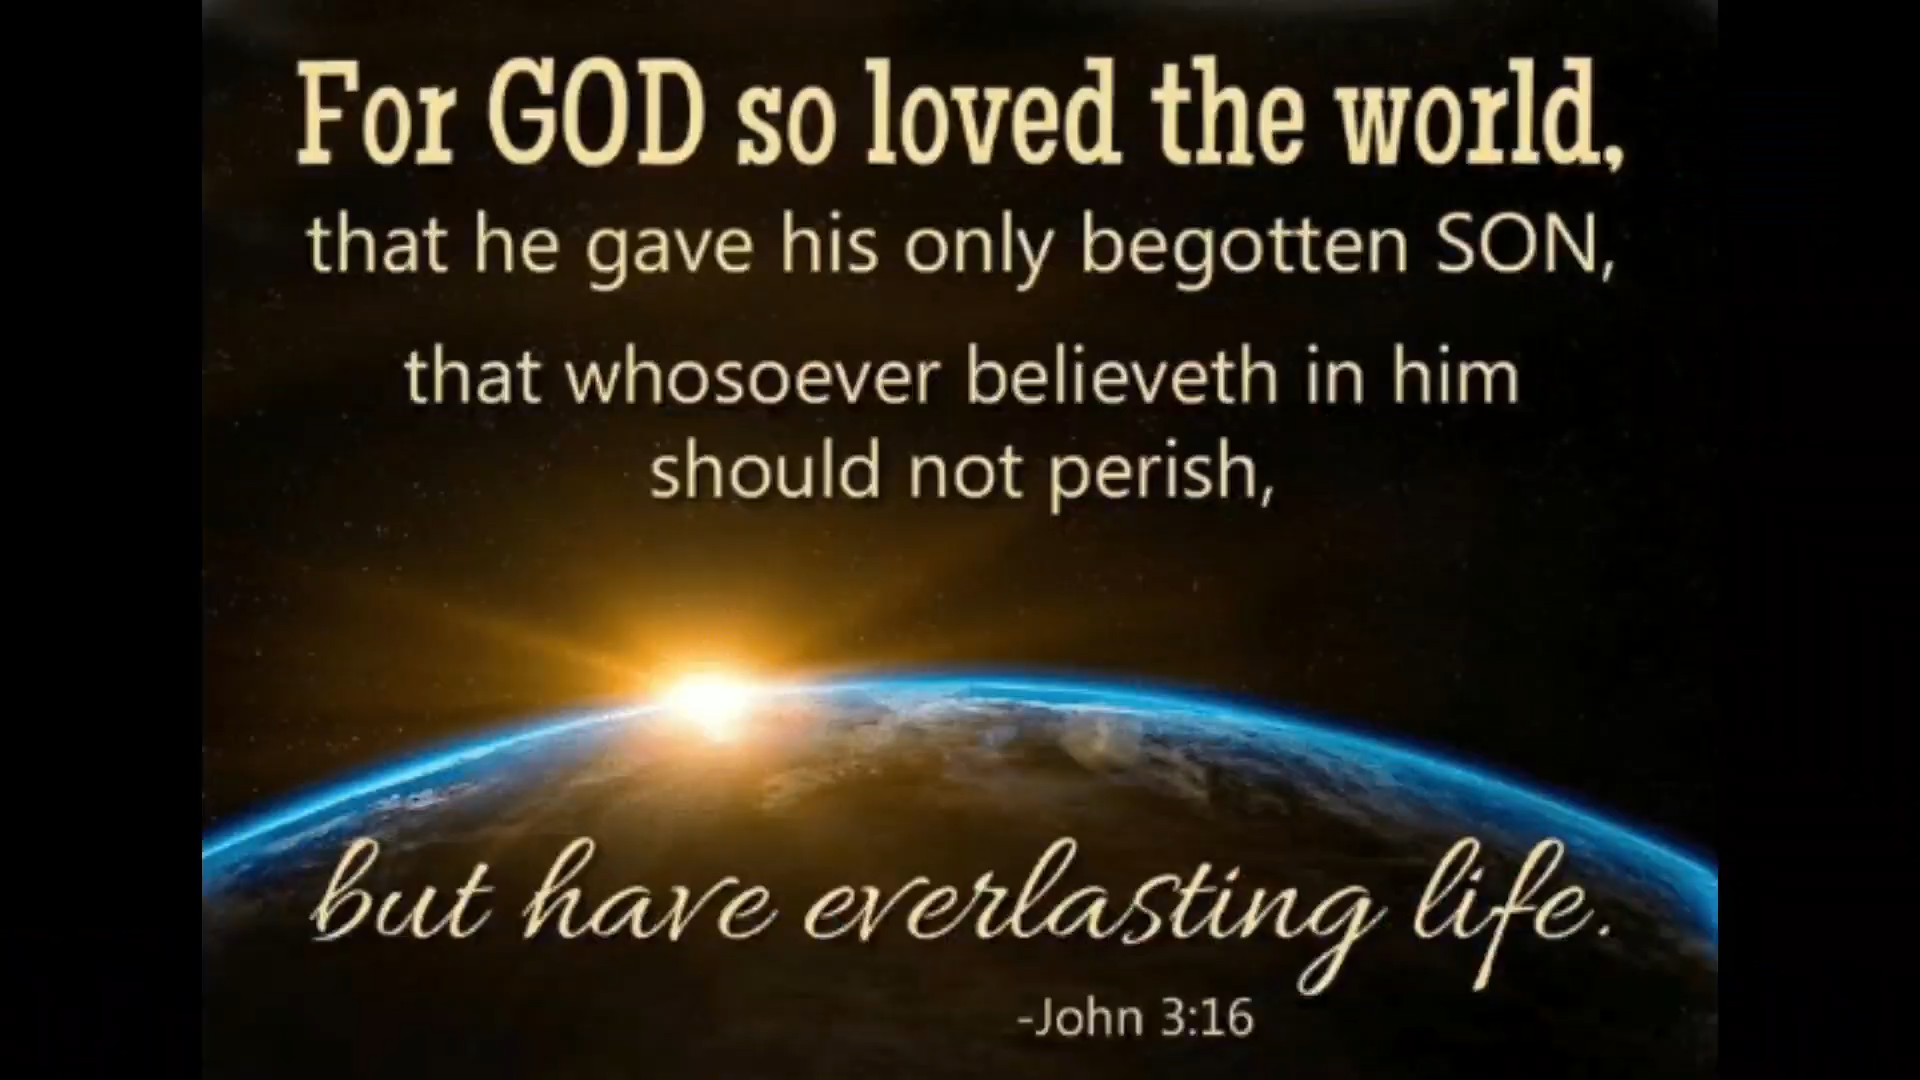 For GOD so loved the world,
that he gave his only begotten SON,
that whosoever believeth in him
should not perish,
but have everlasting life.
-John 3:16